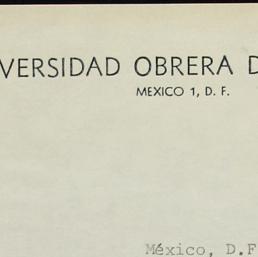 VERSIDAD OBRERA D
MEXICO 1, D. F.
México, D.F